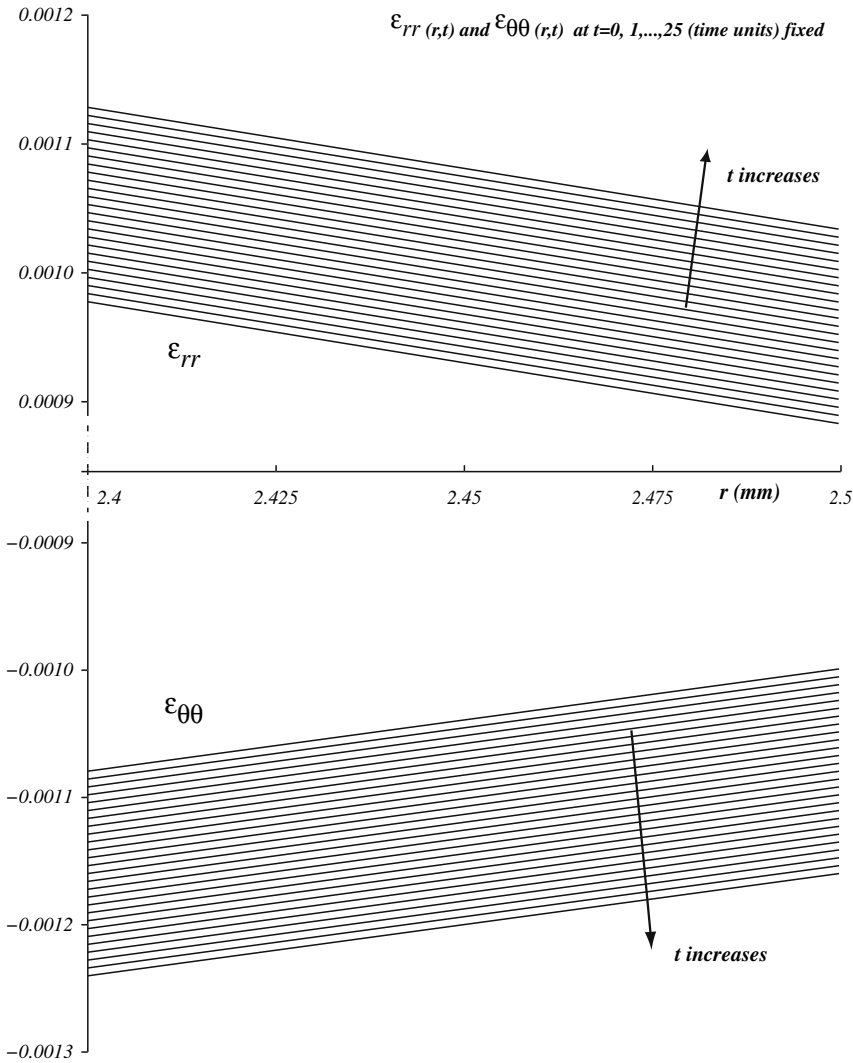 0.0012
εrr (r,t) and εθθ (r,t) at t=0, 1,...,25 (time units) fixed
0.0011
t increases
0.0010
εrr
0.0009
2.4 2.425 2.45 2.475 r (mm) 2.5
−0.0009
−0.0010
εθθ
−0.0011
−0.0012
t increases
−0.0013